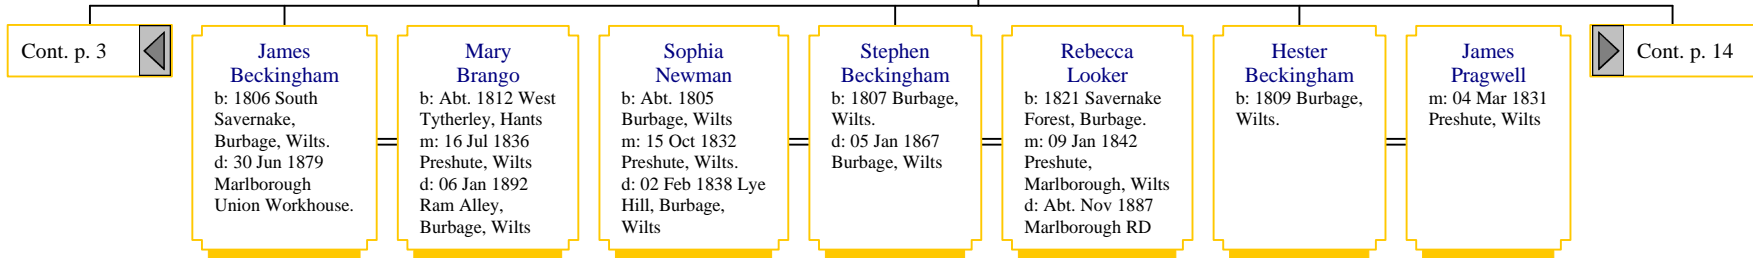 Cont. p. 3
James
Beckingham
b: 1806 South
Savernake,
Burbage, Wilts.
d: 30 Jun 1879
Marlborough
Union Workhouse.
Mary
Brango
b: Abt. 1812 West
Tytherley, Hants
m: 16 Jul 1836
Preshute, Wilts
d: 06 Jan 1892
Ram Alley,
Burbage, Wilts
Sophia
Newman
b: Abt. 1805
Burbage, Wilts
m: 15 Oct 1832
Preshute, Wilts.
d: 02 Feb 1838 Lye
Hill, Burbage,
Wilts
Stephen
Beckingham
b: 1807 Burbage,
Wilts.
d: 05 Jan 1867
Burbage, Wilts
Rebecca
Looker
b: 1821 Savernake
Forest, Burbage.
m: 09 Jan 1842
Preshute,
Marlborough, Wilts
d: Abt. Nov 1887
Marlborough RD
Hester
Beckingham
b: 1809 Burbage,
Wilts.
James
Pragwell
m: 04 Mar 1831
Preshute, Wilts
Cont. p. 14